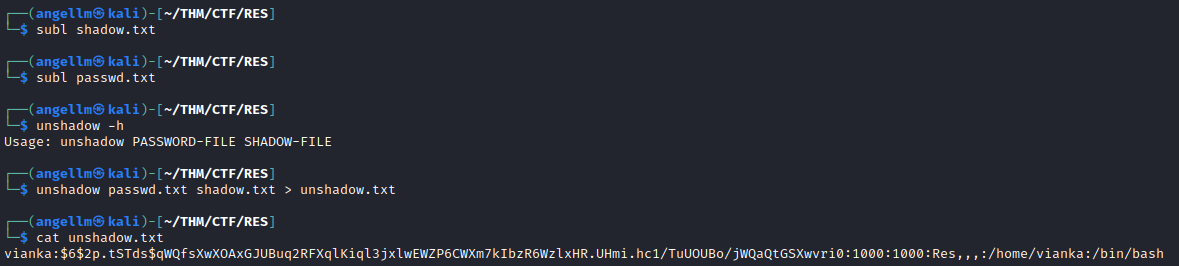 ┌──(angellm㉿kali)-[~/THM/CTF/RES]
└─$ subl shadow.txt
┌──(angellm㉿kali)-[~/THM/CTF/RES]
└─$ subl passwd.txt
┌──(angellm㉿kali)-[~/THM/CTF/RES]
└─$ unshadow -h
Usage: unshadow PASSWORD-FILE SHADOW-FILE
┌──(angellm㉿kali)-[~/THM/CTF/RES]
└─$ unshadow passwd.txt shadow.txt > unshadow.txt
┌──(angellm㉿kali)-[~/THM/CTF/RES]
└─$ cat unshadow.txt
vianka:$6$2p.tSTds$qWQfsXwXOAxGJUBuq2RFXqlKiql3jxlwEWZP6CWXm7kIbzR6WzlxHR.UHmi.hc1/TuUOUBo/jWQaQtGSXwvri0:1000:1000:Res,,,:/home/vianka:/bin/bash